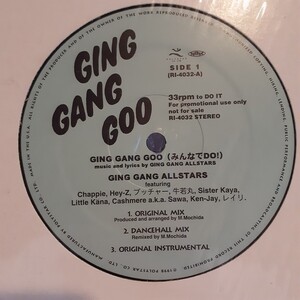 GING
GANG
GOO
SIDE 1
(RI-4032-A)
33rpm to DO IT
For promotional use only
not for sale
RI-4032 STEREO
GING GANG GOO (みんなでDO!)
music and lyrics by GING GANG ALLSTARS
GING GANG ALLSTARS
featuring
Chappie, Hey-Z, ブッチャー, 牛若丸, Sister Kaya,
Little Kana, Cashmere a.k.a. Sawa, Ken-Jay, レイリ.
1. ORIGINAL MIX
Produced and arranged by M.Mochida
2. DANCEHALL MIX
Remixed by M.Mochida
3. ORIGINAL INSTRUMENTAL